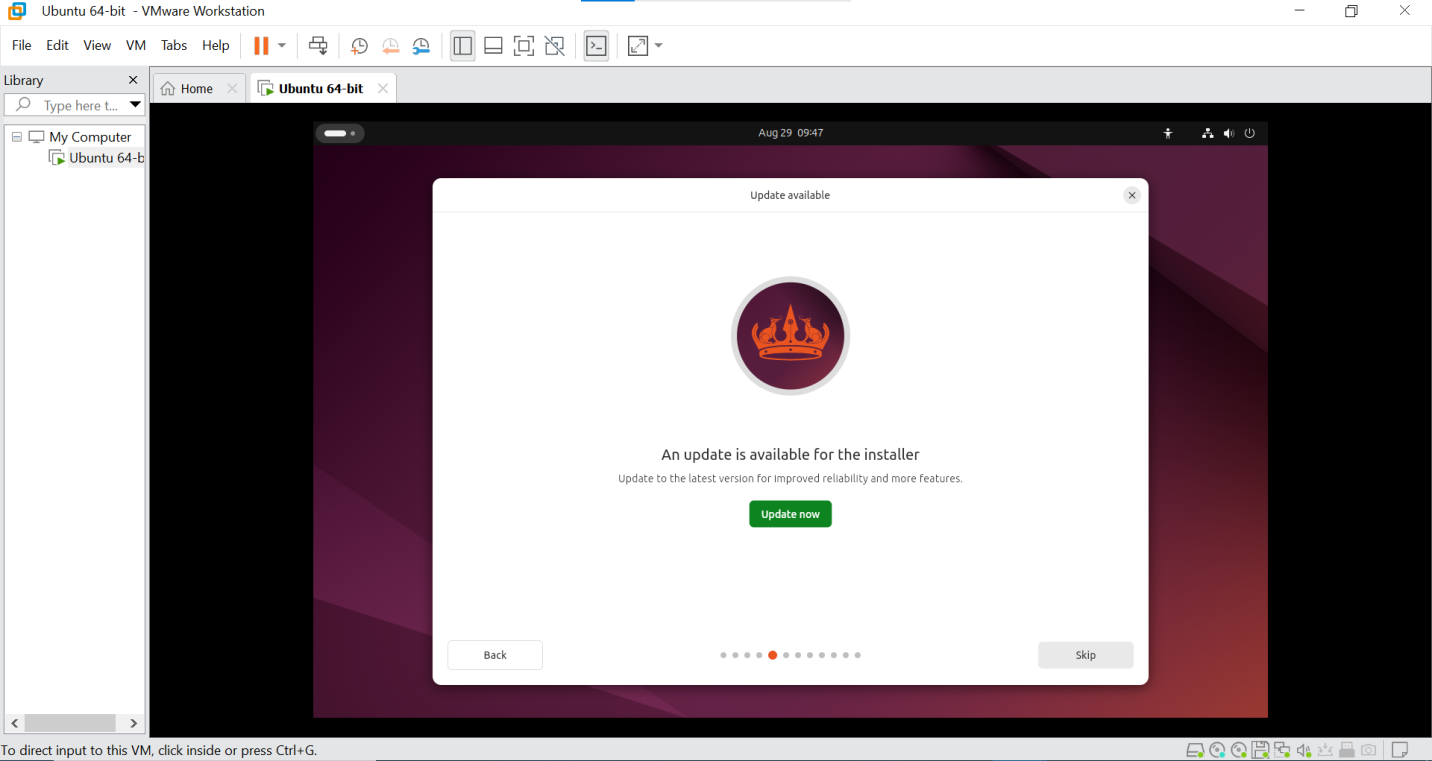 Ubuntu 64-bit - VMware Workstation
File Edit View VM Tabs Help
Library
Type here t...
My Computer
Ubuntu 64-b
Home
Ubuntu 64-bit
Aug 29 09:47
Update available
An update is available for the installer
Update to the latest version for improved reliability and more features.
Update now
Back
Skip
To direct input to this VM, click inside or press Ctrl+G.